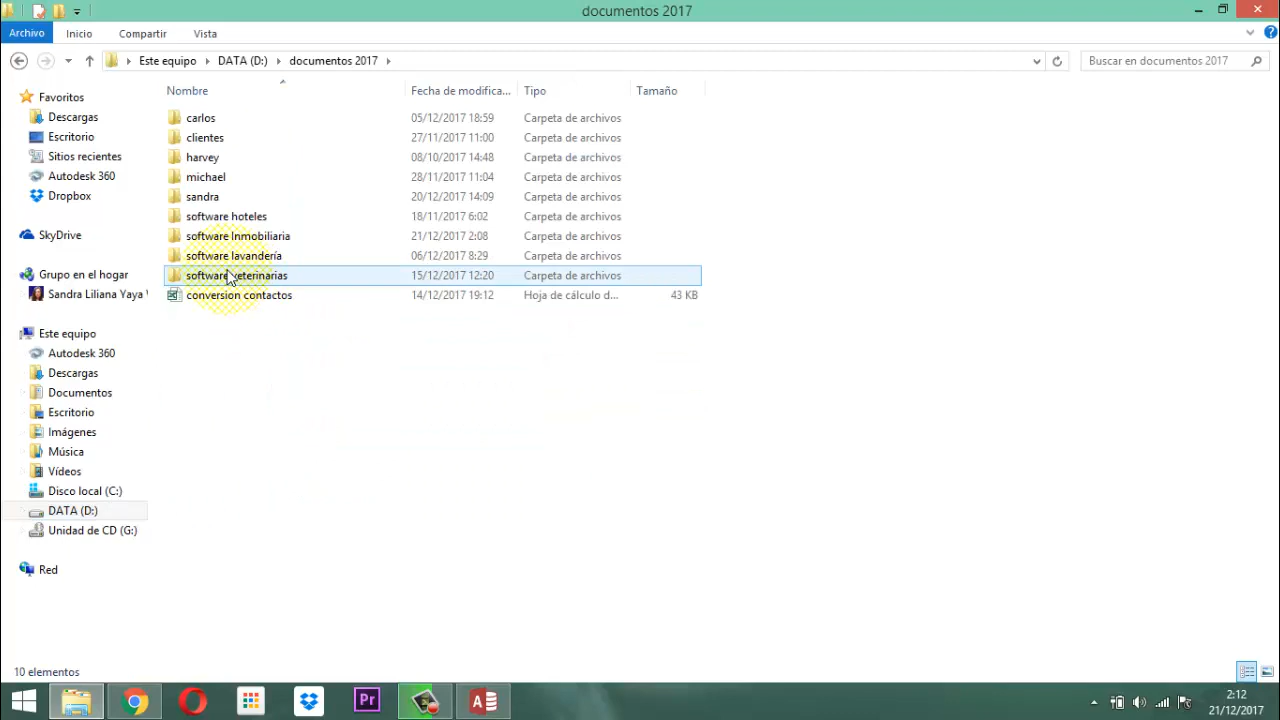 documentos 2017
Archivo Inicio Compartir Vista
Este equipo DATA (D:) documentos 2017 Buscar en documentos 2017
Nombre Fecha de modifica... Tipo Tamaño
carlos 05/12/2017 18:59 Carpeta de archivos
clientes 27/11/2017 11:00 Carpeta de archivos
harvey 08/10/2017 14:48 Carpeta de archivos
michael 28/11/2017 11:04 Carpeta de archivos
sandra 20/12/2017 14:09 Carpeta de archivos
software hoteles 18/11/2017 6:02 Carpeta de archivos
software Inmobiliaria 21/12/2017 2:08 Carpeta de archivos
software lavandería 06/12/2017 8:29 Carpeta de archivos
software veterinarias 15/12/2017 12:20 Carpeta de archivos
conversion contactos 14/12/2017 19:12 Hoja de cálculo d... 43 KB
Favoritos
Descargas
Escritorio
Sitios recientes
Autodesk 360
Dropbox
SkyDrive
Grupo en el hogar
Sandra Liliana Yaya
Este equipo
Autodesk 360
Descargas
Documentos
Escritorio
Imágenes
Música
Vídeos
Disco local (C:)
DATA (D:)
Unidad de CD (G:)
Red
10 elementos
Pr
2:12
21/12/2017